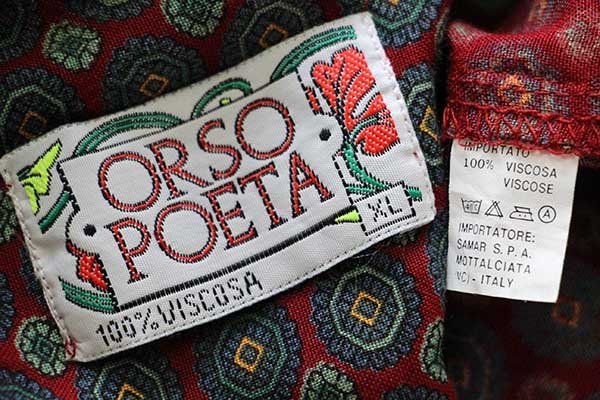 ORSO
POETA
XL
100% VISCOSA
IMPORTATO
100% VISCOSA
VISCOSE
A
IMPORTATORE:
SAMAR S.P.A.
MOTTALCIATA
(VC) - ITALY